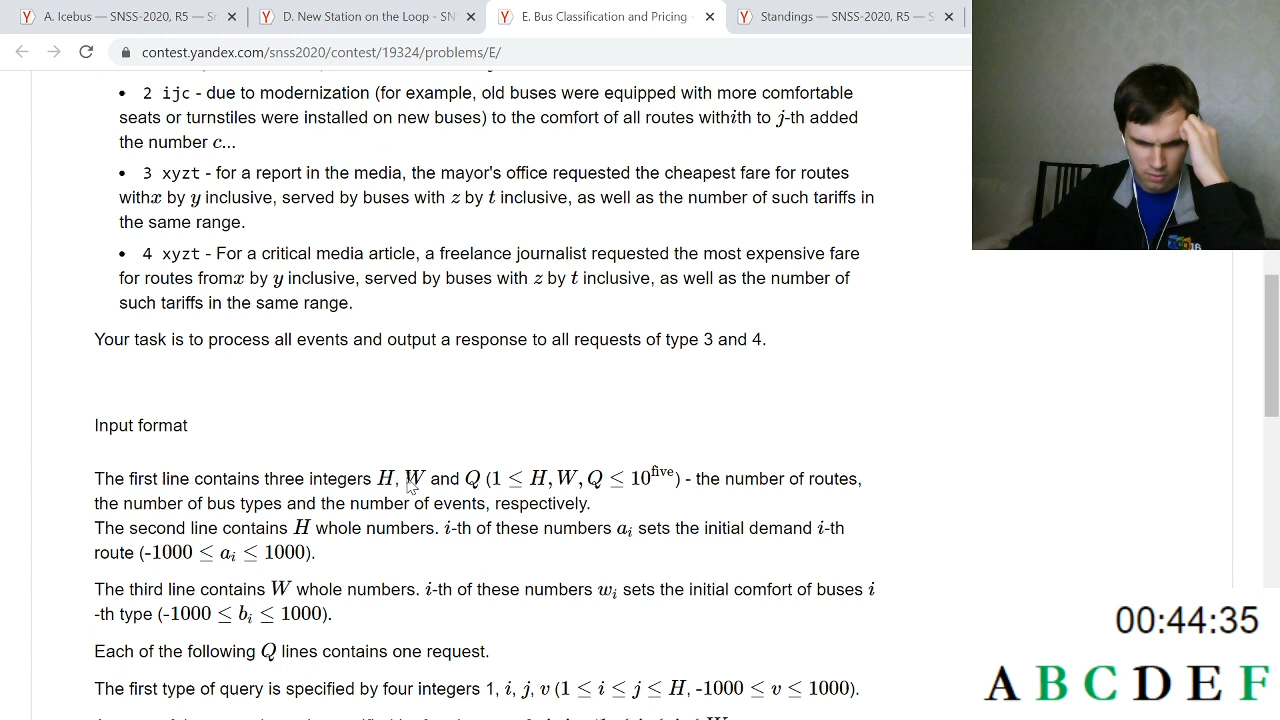 A. Icebus — SNSS-2020, R5 — S
D. New Station on the Loop — SN
E. Bus Classification and Pricing
Standings — SNSS-2020, R5 — S
contest.yandex.com/snss2020/contest/19324/problems/E/
• 2 ijc - due to modernization (for example, old buses were equipped with more comfortable
seats or turnstiles were installed on new buses) to the comfort of all routes withith to j-th added
the number c...
• 3 xyzt - for a report in the media, the mayor's office requested the cheapest fare for routes
withx by y inclusive, served by buses with z by t inclusive, as well as the number of such tariffs in
the same range.
• 4 xyzt - For a critical media article, a freelance journalist requested the most expensive fare
for routes fromx by y inclusive, served by buses with z by t inclusive, as well as the number of
such tariffs in the same range.
Your task is to process all events and output a response to all requests of type 3 and 4.
Input format
The first line contains three integers H, W and Q (1 ≤ H, W, Q ≤ 10^five) - the number of routes,
the number of bus types and the number of events, respectively.
The second line contains H whole numbers. i-th of these numbers a_i sets the initial demand i-th
route (-1000 ≤ a_i ≤ 1000).
The third line contains W whole numbers. i-th of these numbers w_i sets the initial comfort of buses i
-th type (-1000 ≤ b_i ≤ 1000).
Each of the following Q lines contains one request.
The first type of query is specified by four integers 1, i, j, v (1 ≤ i ≤ j ≤ H, -1000 ≤ v ≤ 1000).
00:44:35
A B C D E F